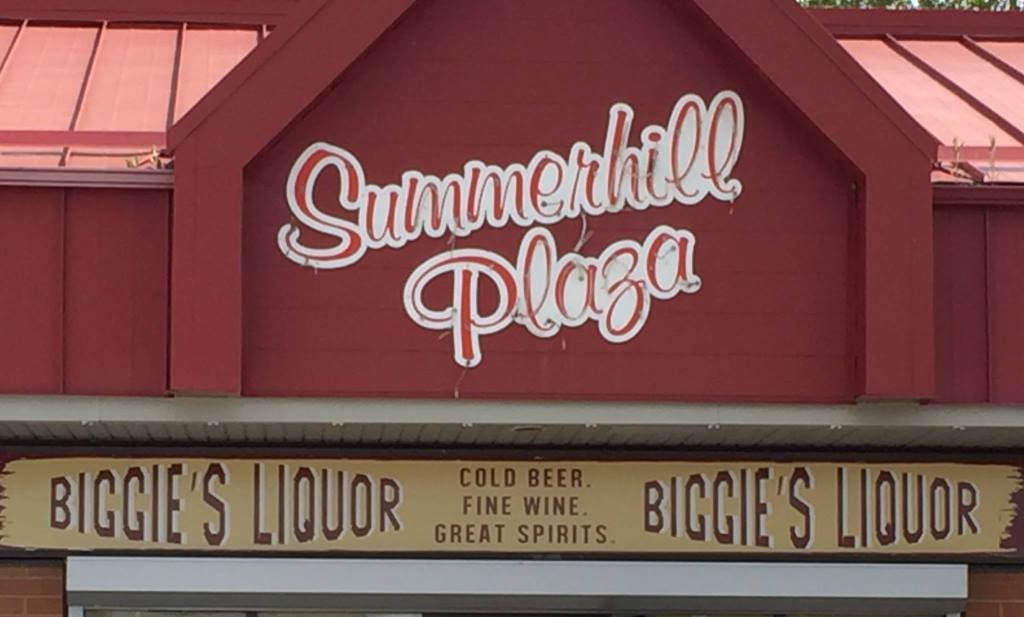 Summerhill
Plaza
BIGGIE'S LIQUOR
COLD BEER.
FINE WINE.
GREAT SPIRITS.
BIGGIE'S LIQUOR